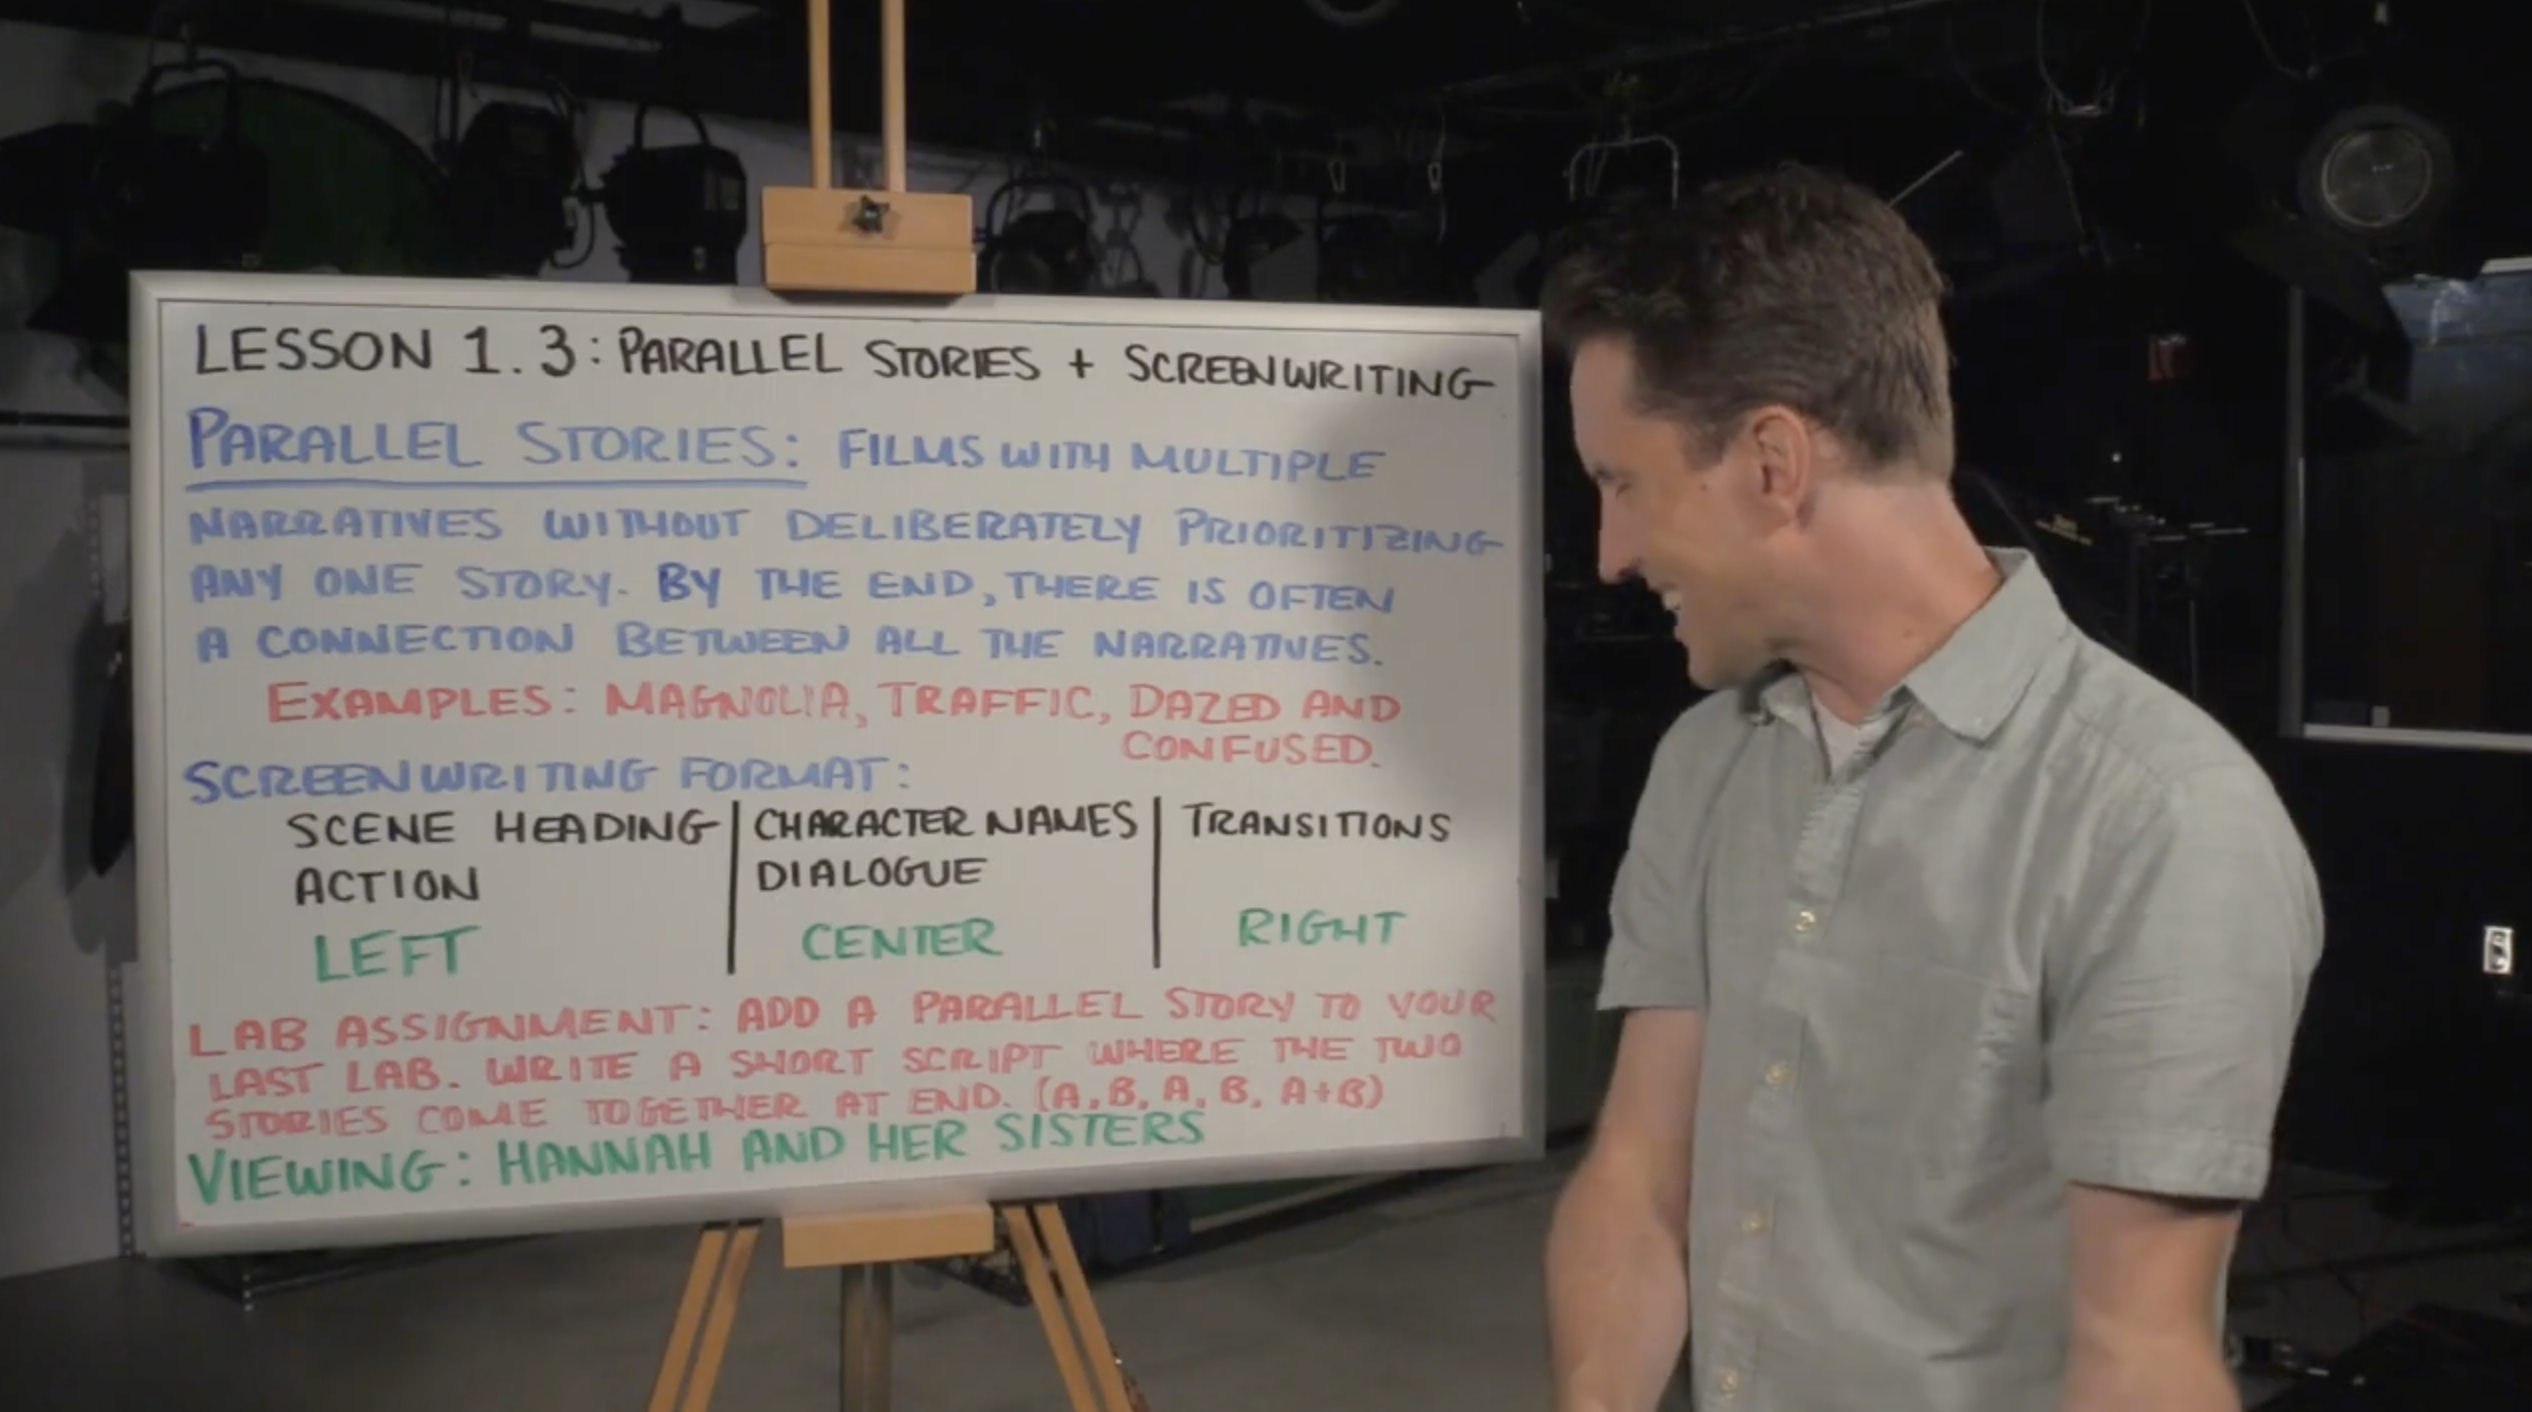 LESSON 1.3: PARALLEL STORIES + SCREENWRITING
PARALLEL STORIES: FILMS WITH MULTIPLE
NARRATIVES WITHOUT DELIBERATELY PRIORITIZING
ANY ONE STORY. BY THE END, THERE IS OFTEN
A CONNECTION BETWEEN ALL THE NARRATIVES.
EXAMPLES: MAGNOLIA, TRAFFIC, DAZED AND
CONFUSED.
SCREENWRITING FORMAT:
SCENE HEADING
ACTION
LEFT
CHARACTER NAMES
DIALOGUE
CENTER
TRANSITIONS
RIGHT
LAB ASSIGNMENT: ADD A PARALLEL STORY TO YOUR
LAST LAB. WRITE A SHORT SCRIPT WHERE THE TWO
STORIES COME TOGETHER AT END. (A, B, A, B, A+B)
VIEWING: HANNAH AND HER SISTERS